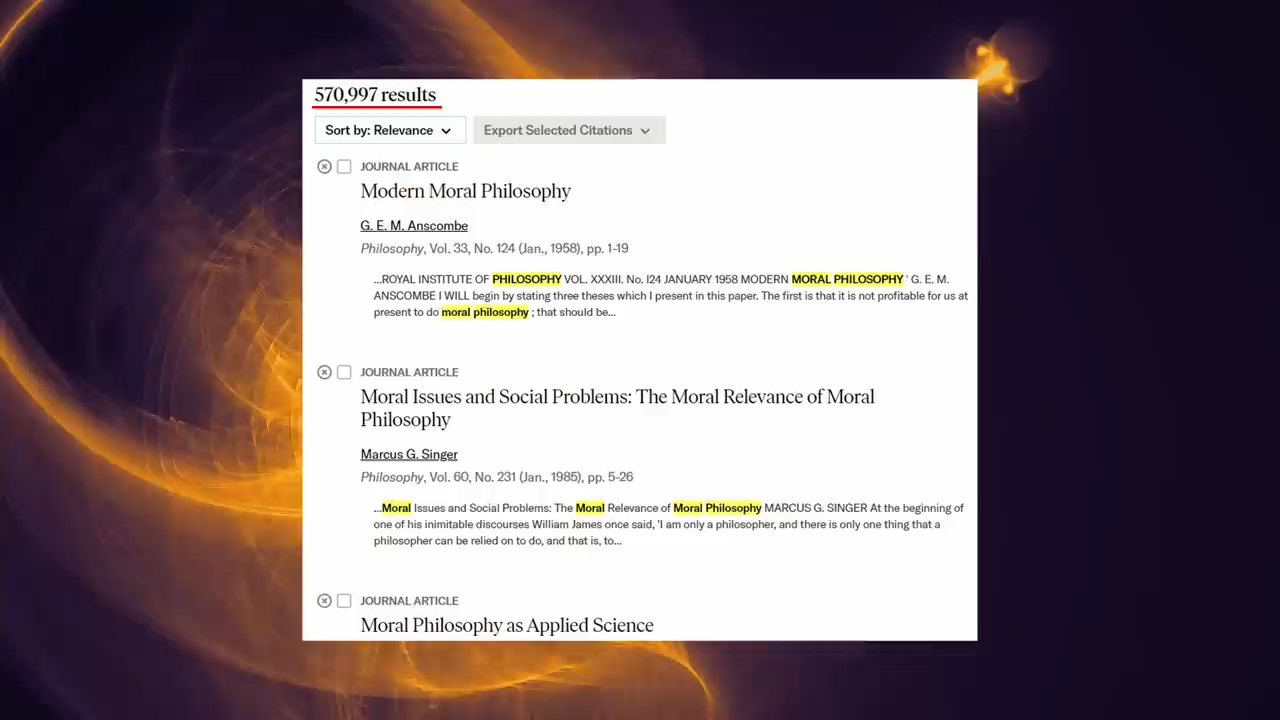 570,997 results
Sort by: Relevance
Export Selected Citations
JOURNAL ARTICLE
Modern Moral Philosophy
G. E. M. Anscombe
Philosophy, Vol. 33, No. 124 (Jan., 1958), pp. 1-19
...ROYAL INSTITUTE OF PHILOSOPHY VOL. XXXIII. No. I24 JANUARY 1958 MODERN MORAL PHILOSOPHY ' G. E. M.
ANSCOMBE I WILL begin by stating three theses which I present in this paper. The first is that it is not profitable for us at
present to do moral philosophy ; that should be...
JOURNAL ARTICLE
Moral Issues and Social Problems: The Moral Relevance of Moral
Philosophy
Marcus G. Singer
Philosophy, Vol. 60, No. 231 (Jan., 1985), pp. 5-26
...Moral Issues and Social Problems: The Moral Relevance of Moral Philosophy MARCUS G. SINGER At the beginning of
one of his inimitable discourses William James once said, 'I am only a philosopher, and there is only one thing that a
philosopher can be relied on to do, and that is, to...
JOURNAL ARTICLE
Moral Philosophy as Applied Science